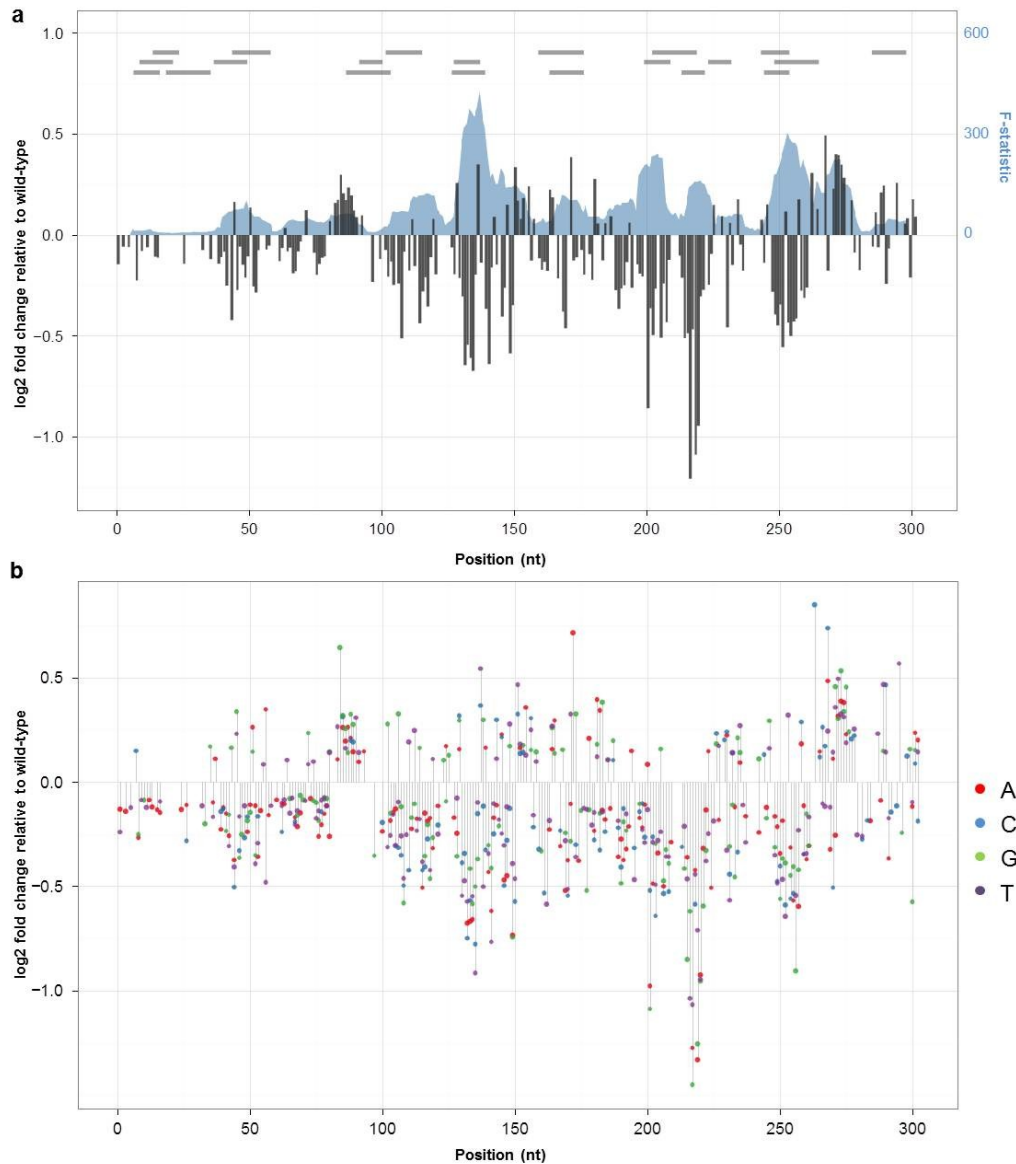 a
1.0
0.5
0.0
−0.5
−1.0
log2 fold change relative to wild-type
600
300
0
F-statistic
0 50 100 150 200 250 300
Position (nt)
b
0.5
0.0
−0.5
−1.0
log2 fold change relative to wild-type
A
C
G
T
0 50 100 150 200 250 300
Position (nt)